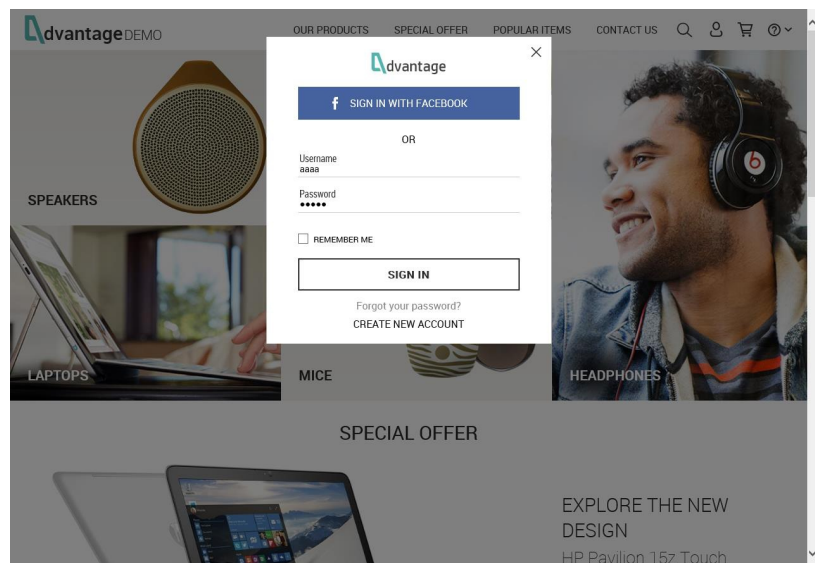 dvantage DEMO
OUR PRODUCTS SPECIAL OFFER POPULAR ITEMS CONTACT US
dvantage
f SIGN IN WITH FACEBOOK
OR
Username
aaaa
Password
•••••
REMEMBER ME
SIGN IN
Forgot your password?
CREATE NEW ACCOUNT
SPEAKERS
LAPTOPS
MICE
HEADPHONES
SPECIAL OFFER
EXPLORE THE NEW
DESIGN
HP Pavilion 15z Touch